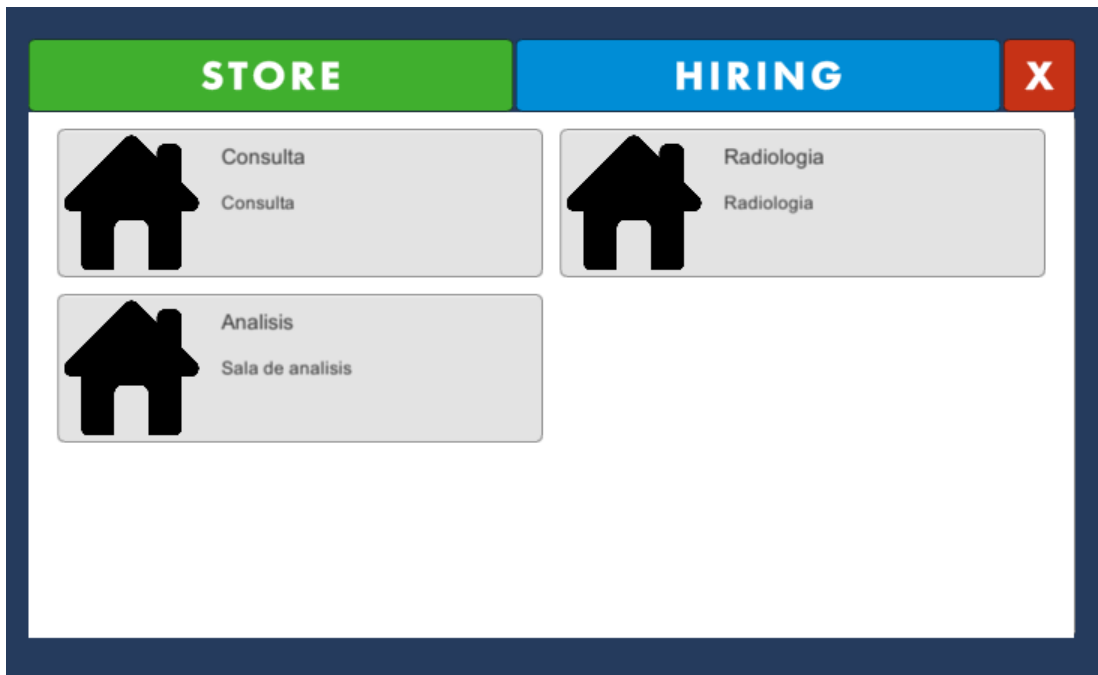 STORE
HIRING
X
Consulta
Consulta
Radiologia
Radiologia
Analisis
Sala de analisis